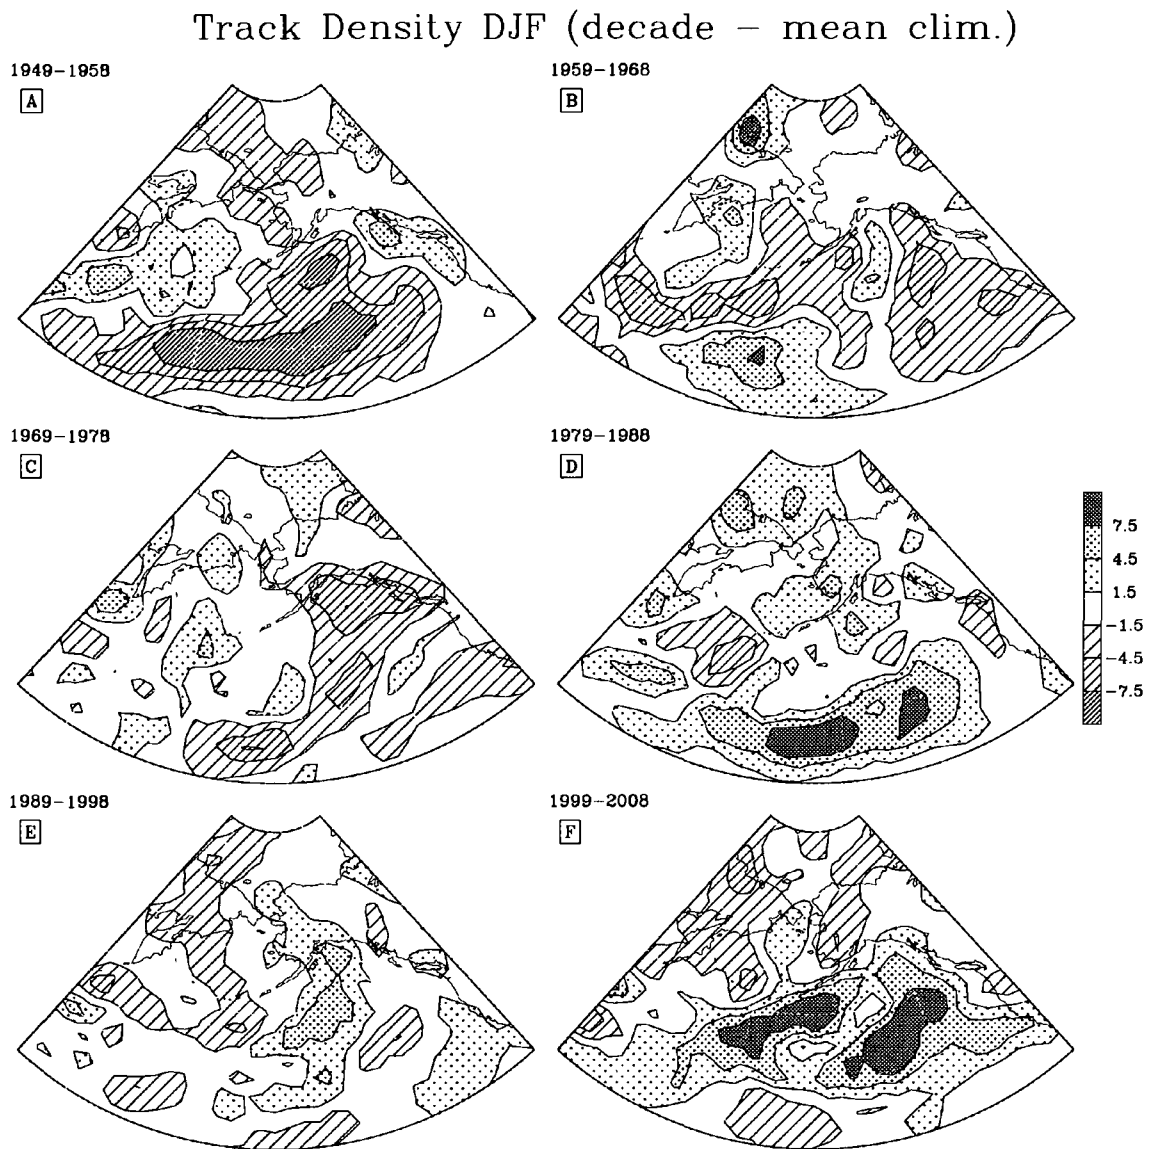 Track Density DJF (decade – mean clim.)
1949–1958
A
1959–1968
B
1969–1978
C
1979–1988
D
7.5
4.5
1.5
−1.5
−4.5
−7.5
1989–1998
E
1999–2008
F